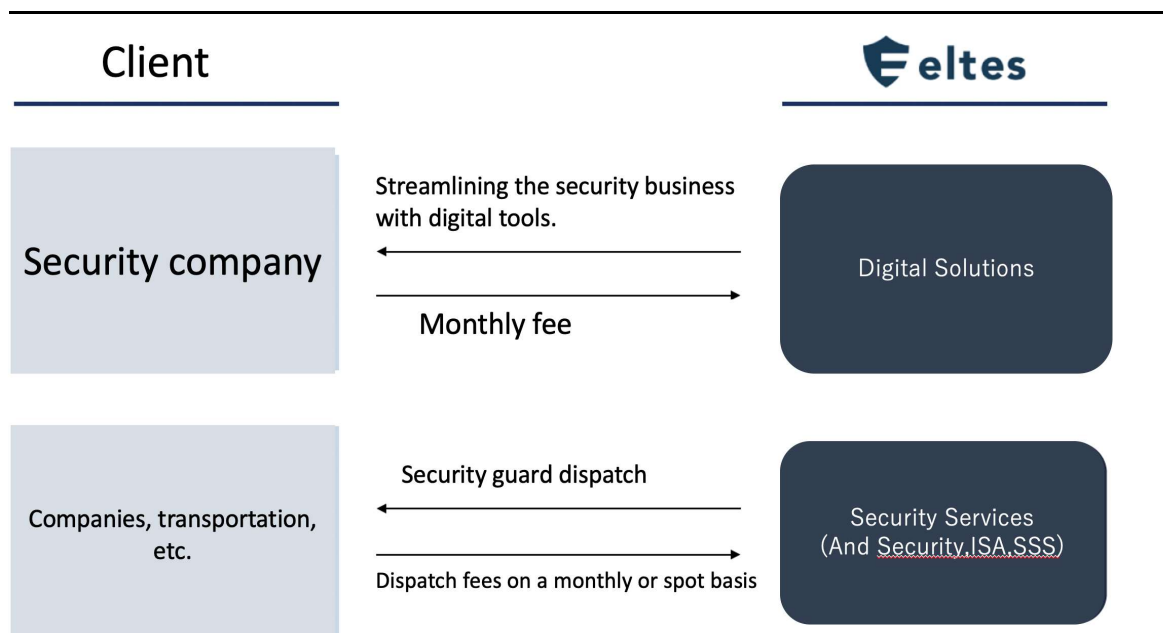 Client
eltes
Security company
Streamlining the security business
with digital tools.
Monthly fee
Digital Solutions
Companies, transportation,
etc.
Security guard dispatch
Dispatch fees on a monthly or spot basis
Security Services
(And Security,ISA,SSS)